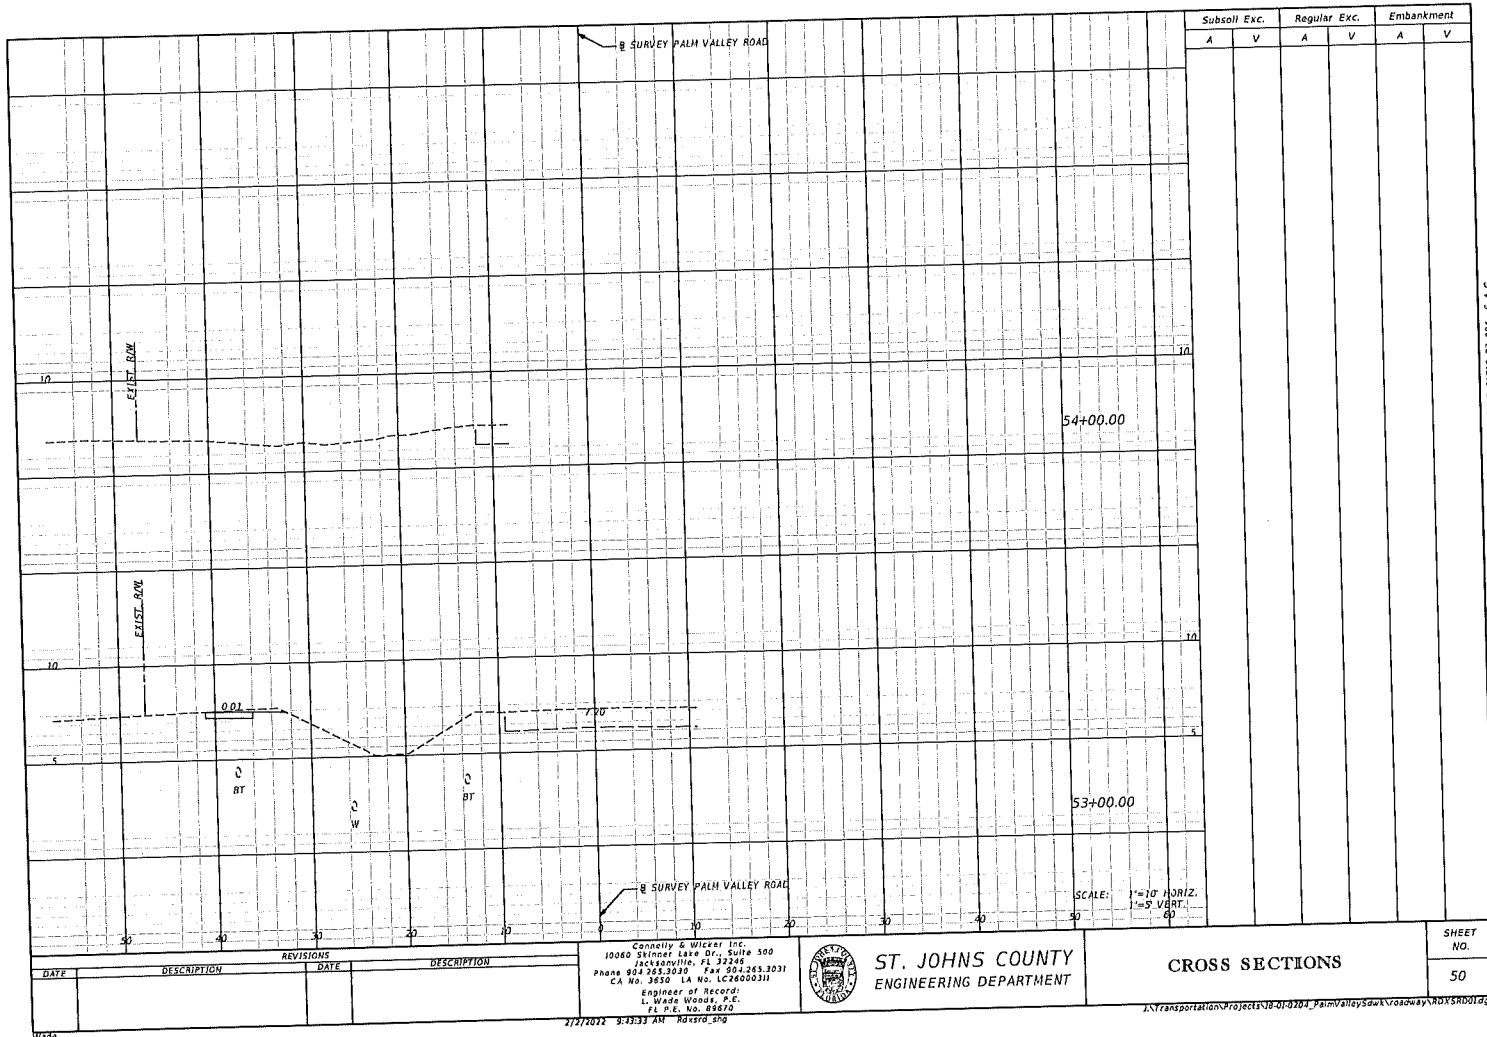 Subsoil Exc. Regular Exc. Embankment
A V A V A V
B SURVEY PALM VALLEY ROAD
EXIST. R/W
10 10
54+00.00
EXIST. R/W
10 10
0.01
7.20
5 5
BT
BT
W
53+00.00
B SURVEY PALM VALLEY ROAD
SCALE: 1"=10' HORIZ.
1"=5' VERT.
50 40 30 20 10 0 10 20 30 40 50 60
REVISIONS
DATE DESCRIPTION DATE DESCRIPTION
Connelly & Wicker Inc.
10060 Skinner Lake Dr., Suite 500
Jacksonville, FL 32246
Phone 904.265.3030 Fax 904.265.3031
CA No. 3650 LA No. LC26000311
Engineer of Record:
L. Wade Woods, P.E.
FL P.E. No. 89670
ST. JOHNS COUNTY
ENGINEERING DEPARTMENT
CROSS SECTIONS
SHEET
NO.
50
2/2/2022 9:43:33 AM Rdxsrd_shg